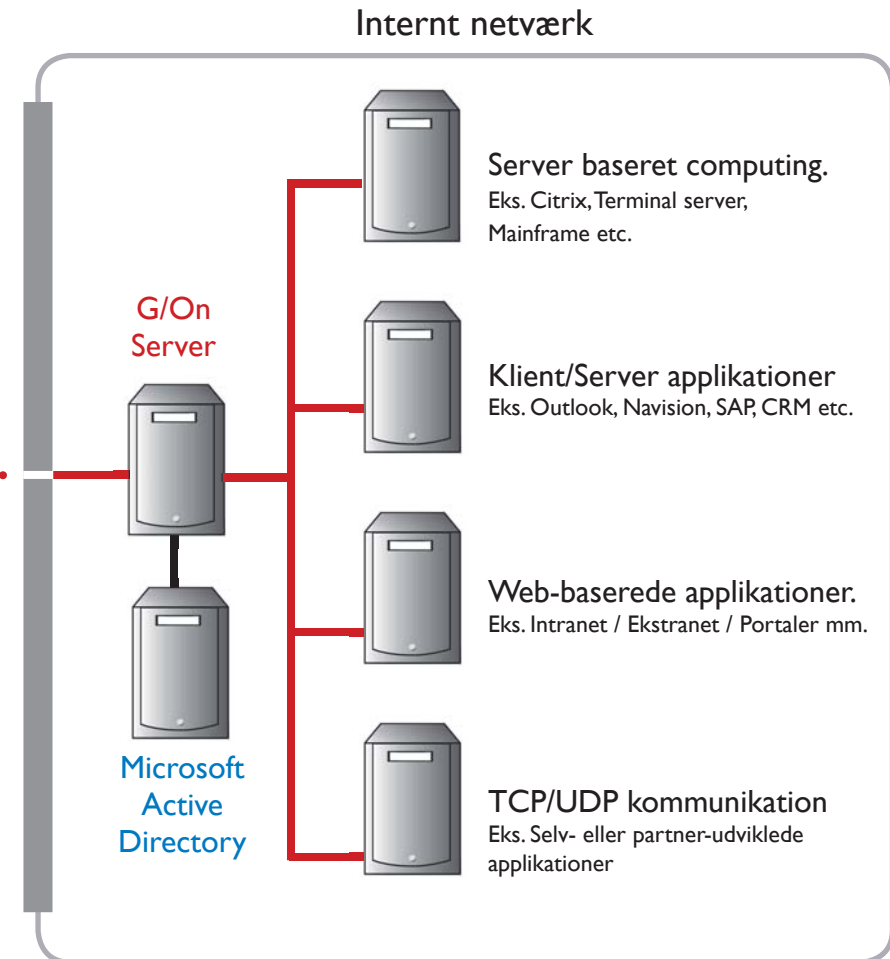 Internt netværk
Server baseret computing.
Eks. Citrix, Terminal server,
Mainframe etc.
G/On
Server
Klient/Server applikationer
Eks. Outlook, Navision, SAP, CRM etc.
Web-baserede applikationer.
Eks. Intranet / Ekstranet / Portaler mm.
Microsoft
Active
Directory
TCP/UDP kommunikation
Eks. Selv- eller partner-udviklede
applikationer